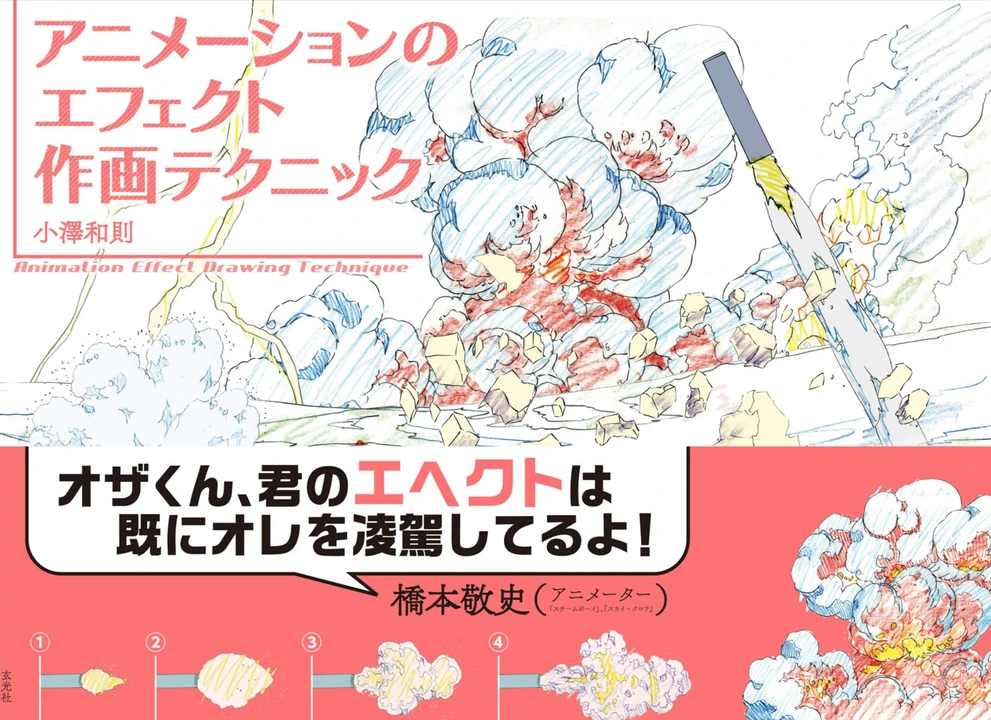 アニメーションの
エフェクト
作画テクニック
小澤和則
Animation Effect Drawing Technique
オザくん、君のエヘクトは
既にオレを凌駕してるよ!
橋本敬史(アニメーター
『スチームボーイ』、『スカイ・クロラ』)
① ② ③ ④
玄光社